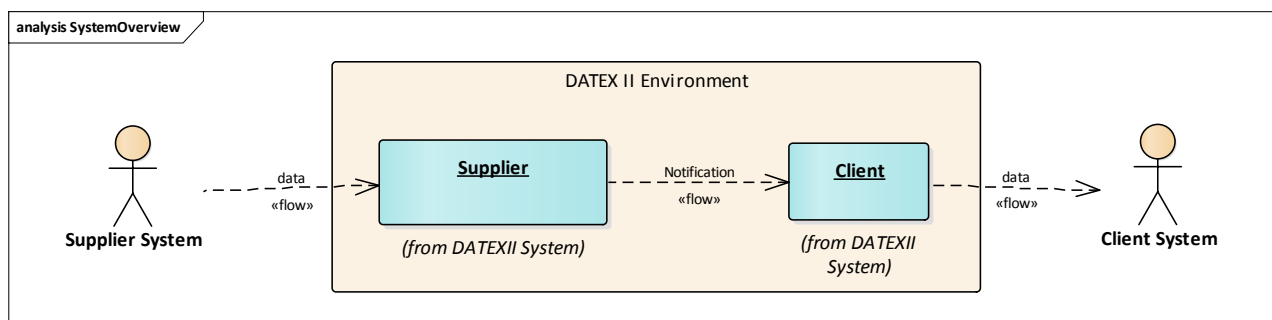 analysis SystemOverview
DATEX II Environment
Supplier
Client
data
«flow»
Notification
«flow»
data
«flow»
Supplier System
(from DATEXII System)
(from DATEXII
System)
Client System